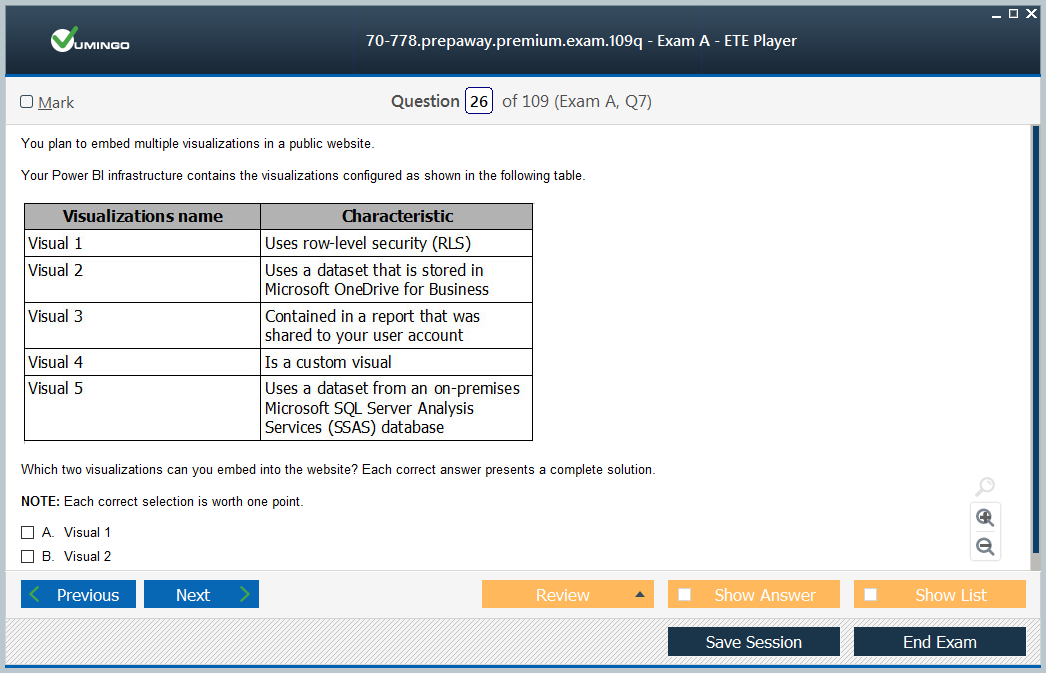 VUMINGO
70-778.prepaway.premium.exam.109q - Exam A - ETE Player
Mark
Question 26 of 109 (Exam A, Q7)
You plan to embed multiple visualizations in a public website.
Your Power BI infrastructure contains the visualizations configured as shown in the following table.
Visualizations name Characteristic
Visual 1 Uses row-level security (RLS)
Visual 2 Uses a dataset that is stored in
Microsoft OneDrive for Business
Visual 3 Contained in a report that was
shared to your user account
Visual 4 Is a custom visual
Visual 5 Uses a dataset from an on-premises
Microsoft SQL Server Analysis
Services (SSAS) database
Which two visualizations can you embed into the website? Each correct answer presents a complete solution.
NOTE: Each correct selection is worth one point.
A. Visual 1
B. Visual 2
Previous Next Review Show Answer Show List
Save Session End Exam